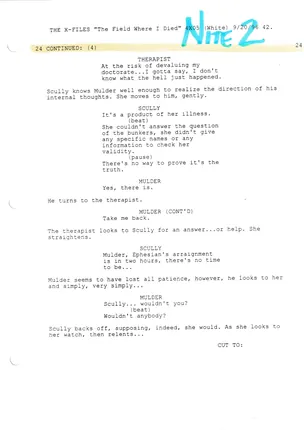 THE X-FILES "The Field Where I Died" 4X05 (White) 9/20/96 42.
NITE 2
24 CONTINUED: (4) 24
THERAPIST
At the risk of devaluing my
doctorate...I gotta say, I don't
know what the hell just happened.
Scully knows Mulder well enough to realize the direction of his
internal thoughts. She moves to him, gently.
SCULLY
It's a product of her illness.
(beat)
She couldn't answer the question
of the bunkers, she didn't give
any specific names or any
information to check her
validity.
(pause)
There's no way to prove it's the
truth.
MULDER
Yes, there is.
He turns to the therapist.
MULDER (CONT'D)
Take me back.
The therapist looks to Scully for an answer...or help. She
straightens.
SCULLY
Mulder, Ephesian's arraignment
is in two hours, there's no time
to be...
Mulder seems to have lost all patience, however, he looks to her
and simply, very simply...
MULDER
Scully... wouldn't you?
(beat)
Wouldn't anybody?
Scully backs off, supposing, indeed, she would. As she looks to
her watch, then relents...
CUT TO: